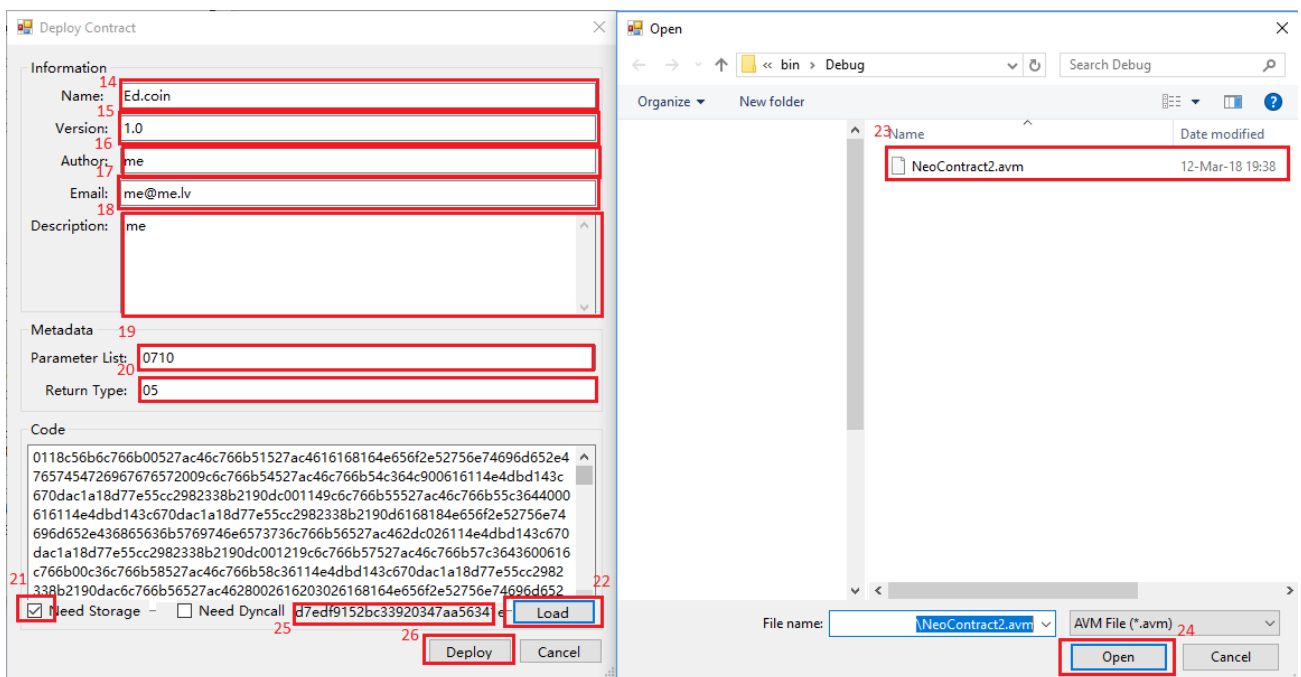 Deploy Contract
Information
14
Name: Ed.coin
15
Version: 1.0
16
Author: me
17
Email: me@me.lv
18
Description: me
Metadata 19
Parameter List: 0710
20
Return Type: 05
Code
0118c56b6c766b00527ac46c766b51527ac4616168164e656f2e52756e74696d652e4
7657454726967676572009c6c766b54527ac46c766b54c364c900616114e4dbd143c
670dac1a18d77e55cc2982338b2190dc001149c6c766b55527ac46c766b55c3644000
616114e4dbd143c670dac1a18d77e55cc2982338b2190d6168184e656f2e52756e74
696d652e436865636b5769746e6573736c766b56527ac462dc026114e4dbd143c670
dac1a18d77e55cc2982338b2190dc001219c6c766b57527ac46c766b57c3643600616
c766b00c36c766b58527ac46c766b58c36114e4dbd143c670dac1a18d77e55cc2982
338b2190dac6c766b56527ac4628002616203026168164e656f2e52756e74696d652
21
22
Need Storage Need Dyncall d7edf9152bc33920347aa5634 e Load
25
26
Deploy Cancel
Open
« bin > Debug Search Debug
Organize New folder
23
Name Date modified
NeoContract2.avm 12-Mar-18 19:38
File name: \NeoContract2.avm AVM File (*.avm)
24
Open Cancel